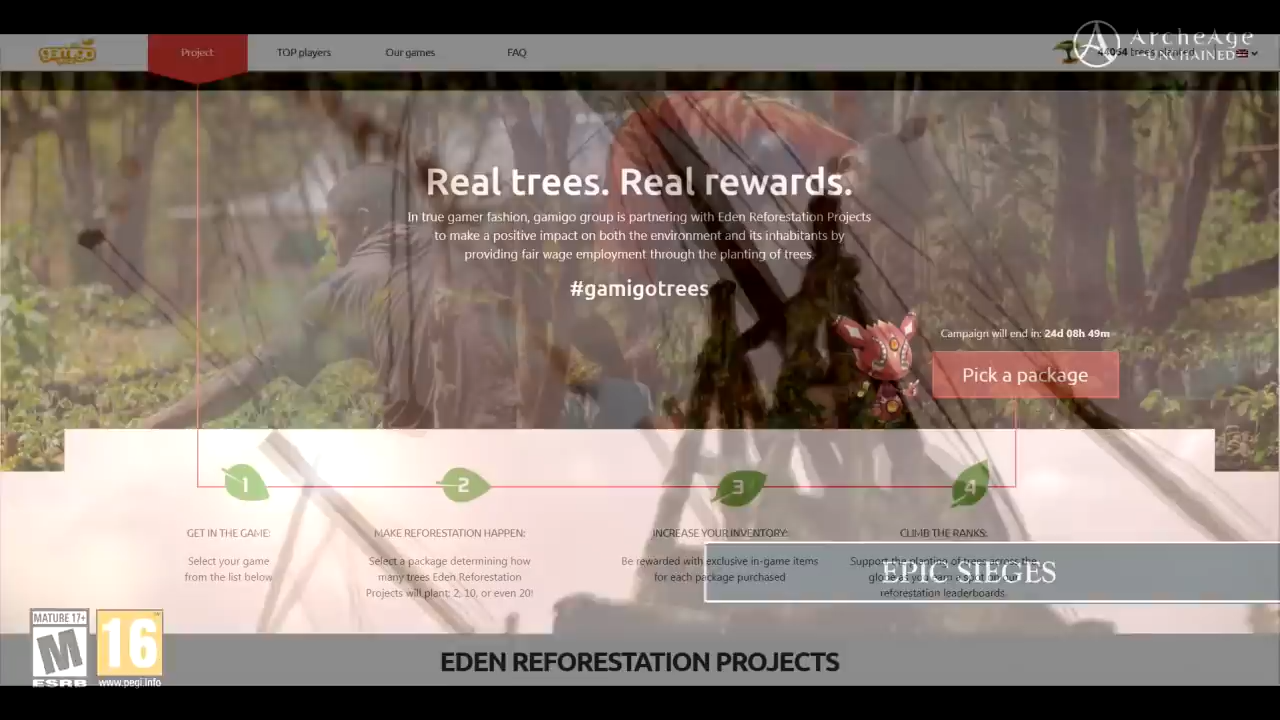 gamigo
Project
TOP players
Our games
FAQ
trees planted
ARCHEAGE
UNCHAINED
Real trees. Real rewards.
In true gamer fashion, gamigo group is partnering with Eden Reforestation Projects
to make a positive impact on both the environment and its inhabitants by
providing fair wage employment through the planting of trees.
#gamigotrees
Campaign will end in: 24d 08h 49m
Pick a package
1
2
3
4
GET IN THE GAME:
MAKE REFORESTATION HAPPEN:
INCREASE YOUR INVENTORY:
CLIMB THE RANKS:
Select your game
from the list below
Select a package determining how
many trees Eden Reforestation
Projects will plant: 2, 10, or even 20!
Be rewarded with exclusive in-game items
for each package purchased
Support the planting of trees across the
globe as you earn a spot on our
reforestation leaderboards.
EPIC SIEGES
MATURE 17+
M
ESRB
16
www.pegi.info
EDEN REFORESTATION PROJECTS